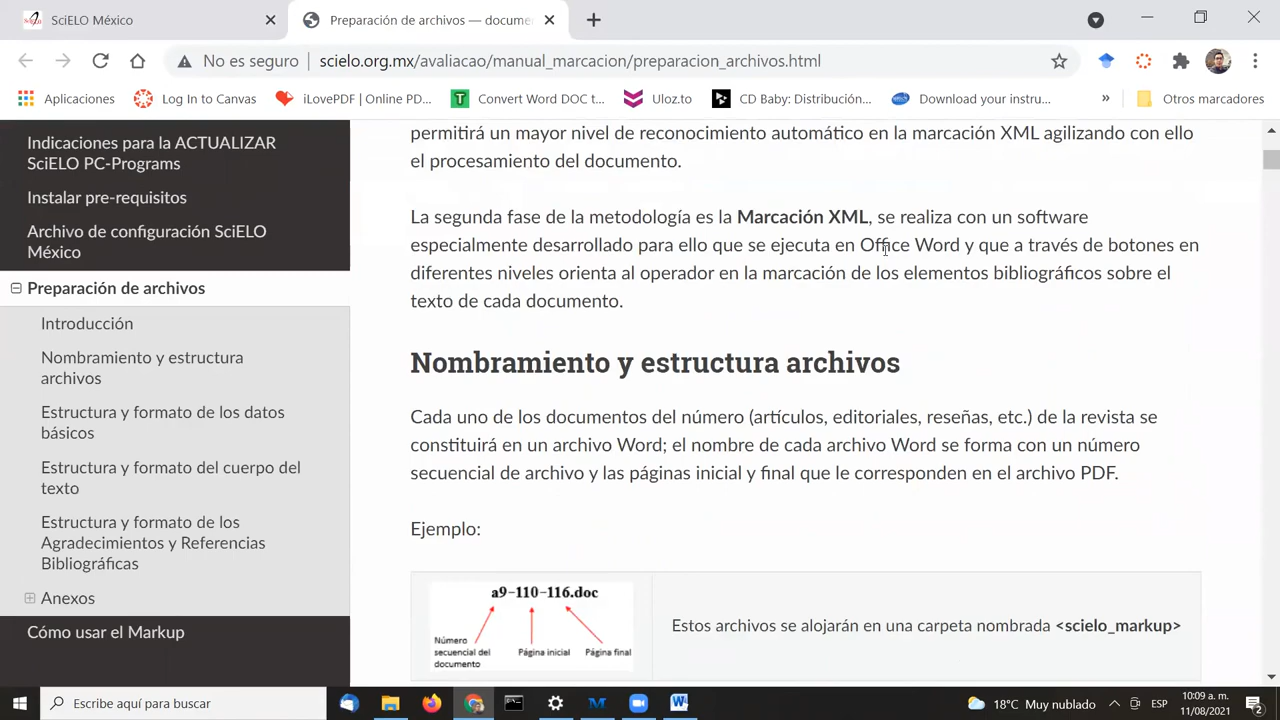 SciELO México
Preparación de archivos — docume
No es seguro
scielo.org.mx/avaliacao/manual_marcacion/preparacion_archivos.html
Aplicaciones
Log In to Canvas
iLovePDF | Online PD...
Convert Word DOC t...
Uloz.to
CD Baby: Distribución...
Download your instru...
»
Otros marcadores
Indicaciones para la ACTUALIZAR
SciELO PC-Programs
Instalar pre-requisitos
Archivo de configuración SciELO
México
Preparación de archivos
Introducción
Nombramiento y estructura
archivos
Estructura y formato de los datos
básicos
Estructura y formato del cuerpo del
texto
Estructura y formato de los
Agradecimientos y Referencias
Bibliográficas
Anexos
Cómo usar el Markup
permitirá un mayor nivel de reconocimiento automático en la marcación XML agilizando con ello
el procesamiento del documento.
La segunda fase de la metodología es la Marcación XML, se realiza con un software
especialmente desarrollado para ello que se ejecuta en Office Word y que a través de botones en
diferentes niveles orienta al operador en la marcación de los elementos bibliográficos sobre el
texto de cada documento.
Nombramiento y estructura archivos
Cada uno de los documentos del número (artículos, editoriales, reseñas, etc.) de la revista se
constituirá en un archivo Word; el nombre de cada archivo Word se forma con un número
secuencial de archivo y las páginas inicial y final que le corresponden en el archivo PDF.
Ejemplo:
a9-110-116.doc
Número
secuencial del
documento
Página inicial
Página final
Estos archivos se alojarán en una carpeta nombrada <scielo_markup>
Escribe aquí para buscar
18°C Muy nublado
ESP
10:09 a. m.
11/08/2021
2